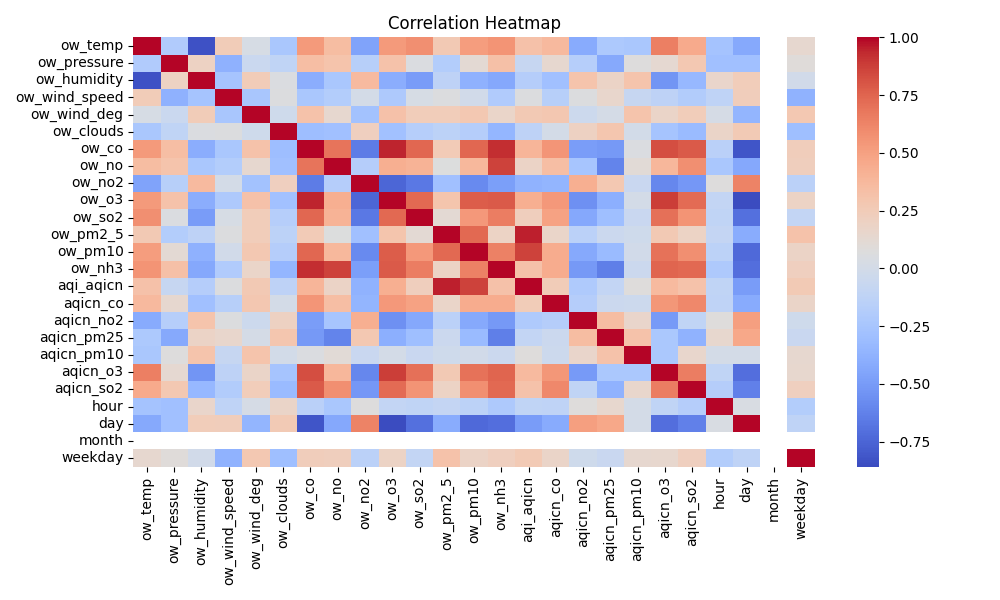 Correlation Heatmap
ow_temp
ow_pressure
ow_humidity
ow_wind_speed
ow_wind_deg
ow_clouds
ow_co
ow_no
ow_no2
ow_o3
ow_so2
ow_pm2_5
ow_pm10
ow_nh3
aqi_aqicn
aqicn_co
aqicn_no2
aqicn_pm25
aqicn_pm10
aqicn_o3
aqicn_so2
hour
day
month
weekday
ow_temp
ow_pressure
ow_humidity
ow_wind_speed
ow_wind_deg
ow_clouds
ow_co
ow_no
ow_no2
ow_o3
ow_so2
ow_pm2_5
ow_pm10
ow_nh3
aqi_aqicn
aqicn_co
aqicn_no2
aqicn_pm25
aqicn_pm10
aqicn_o3
aqicn_so2
hour
day
month
weekday
1.00
0.75
0.50
0.25
0.00
−0.25
−0.50
−0.75